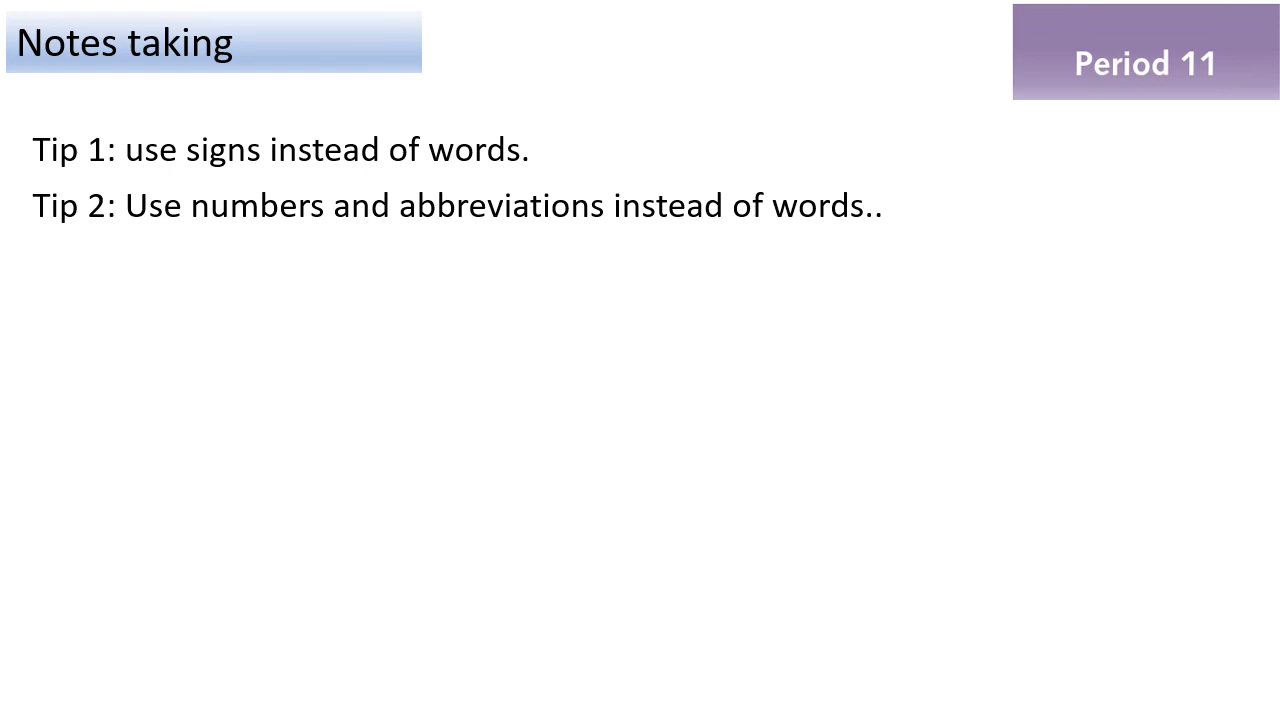 Notes taking
Period 11
Tip 1: use signs instead of words.
Tip 2: Use numbers and abbreviations instead of words..